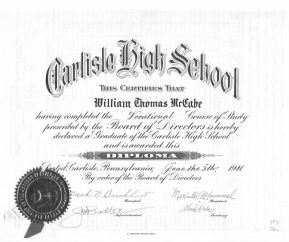 Carlisle High School
THIS CERTIFIES THAT
William Thomas McCabe
having completed the Vocational Course of Study
prescribed by the Board of Directors is hereby
declared a Graduate of the Carlisle High School
and is awarded this
DIPLOMA
Dated, Carlisle, Pennsylvania, June the 5th, 1941
By order of the Board of Directors